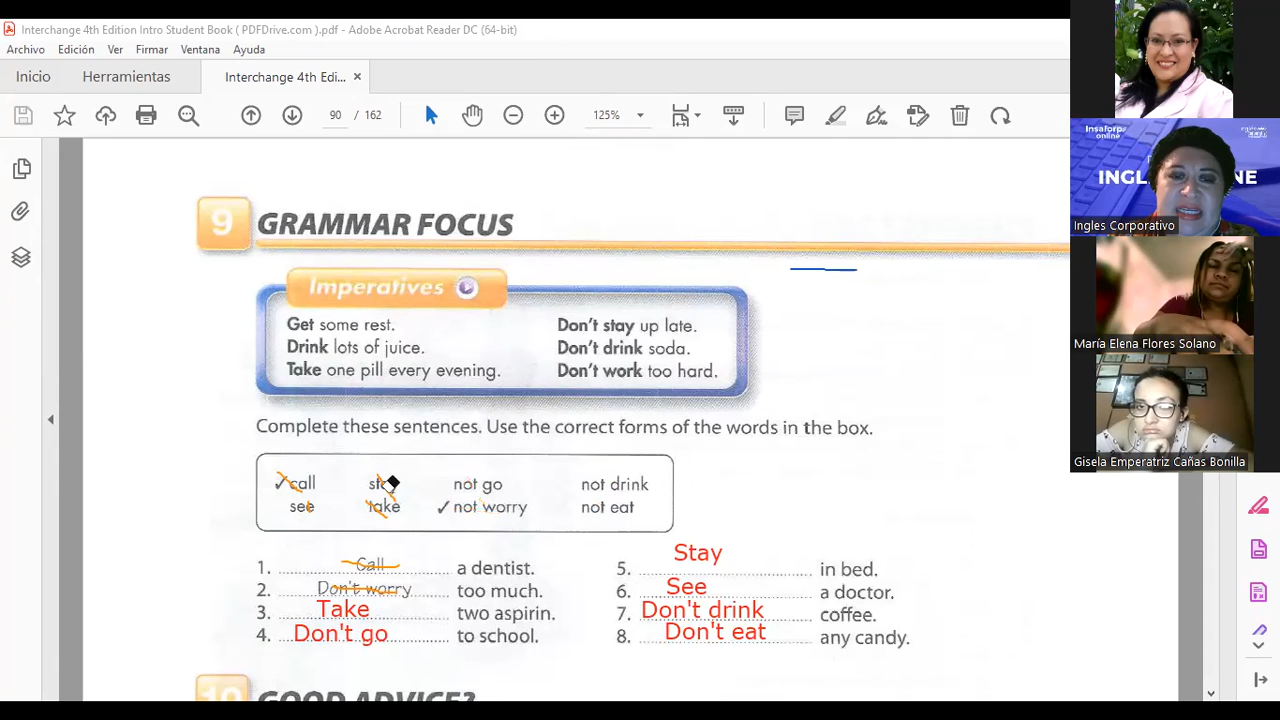 Interchange 4th Edition Intro Student Book ( PDFDrive.com ).pdf - Adobe Acrobat Reader DC (64-bit)
Archivo Edición Ver Firmar Ventana Ayuda
Inicio Herramientas Interchange 4th Edi... ×
90 / 162 125%
9 GRAMMAR FOCUS
Imperatives
Get some rest. Don't stay up late.
Drink lots of juice. Don't drink soda.
Take one pill every evening. Don't work too hard.
Complete these sentences. Use the correct forms of the words in the box.
✓ call stay not go not drink
see take ✓ not worry not eat
1. Call a dentist. 5. Stay in bed.
2. Don't worry too much. 6. See a doctor.
3. Take two aspirin. 7. Don't drink coffee.
4. Don't go to school. 8. Don't eat any candy.
10 GOOD ADVICE?
Insaforp
online
Ingles Corporativo
María Elena Flores Solano
Gisela Emperatriz Cañas Bonilla